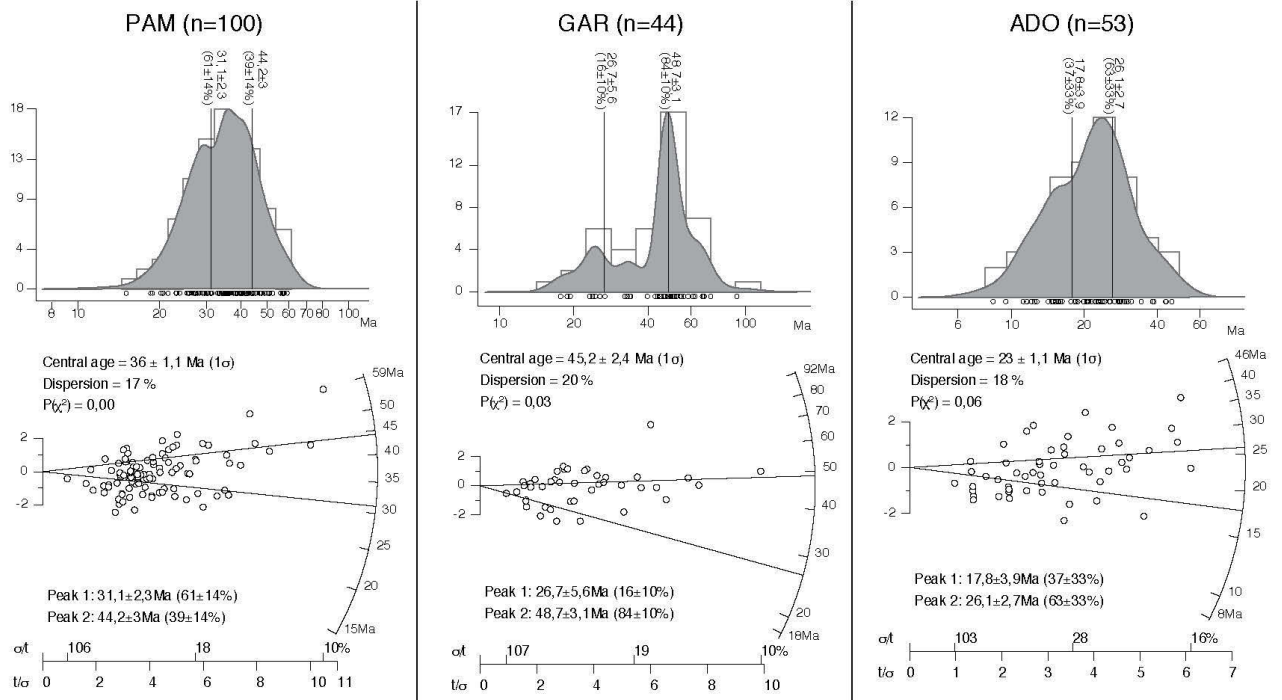 PAM (n=100)
31,1±2,3
(61±14%)
44,2±3
(39±14%)
18
13
9
4
0
8 10 20 30 40 50 60 70 80 100 Ma
Central age = 36 ± 1,1 Ma (1σ)
Dispersion = 17 %
P(χ²) = 0,00
2
0
-2
59Ma
50
45
40
35
30
25
20
15Ma
Peak 1: 31,1±2,3Ma (61±14%)
Peak 2: 44,2±3Ma (39±14%)
σ/t 106 18 10%
t/σ 0 2 4 6 8 10 11
GAR (n=44)
26,7±5,6
(16±10%)
48,7±3,1
(84±10%)
17
12
8
4
0
10 20 40 60 100 Ma
Central age = 45,2 ± 2,4 Ma (1σ)
Dispersion = 20 %
P(χ²) = 0,03
2
0
-2
92Ma
80
70
60
50
40
30
20
18Ma
Peak 1: 26,7±5,6Ma (16±10%)
Peak 2: 48,7±3,1Ma (84±10%)
σ/t 107 19 10%
t/σ 0 2 4 6 8 10
ADO (n=53)
17,8±3,9
(37±33%)
26,1±2,7
(63±33%)
12
9
6
3
0
6 10 20 40 60 Ma
Central age = 23 ± 1,1 Ma (1σ)
Dispersion = 18 %
P(χ²) = 0,06
2
0
-2
46Ma
40
35
30
25
20
15
10
8Ma
Peak 1: 17,8±3,9Ma (37±33%)
Peak 2: 26,1±2,7Ma (63±33%)
σ/t 103 28 16%
t/σ 0 1 2 3 4 5 6 7